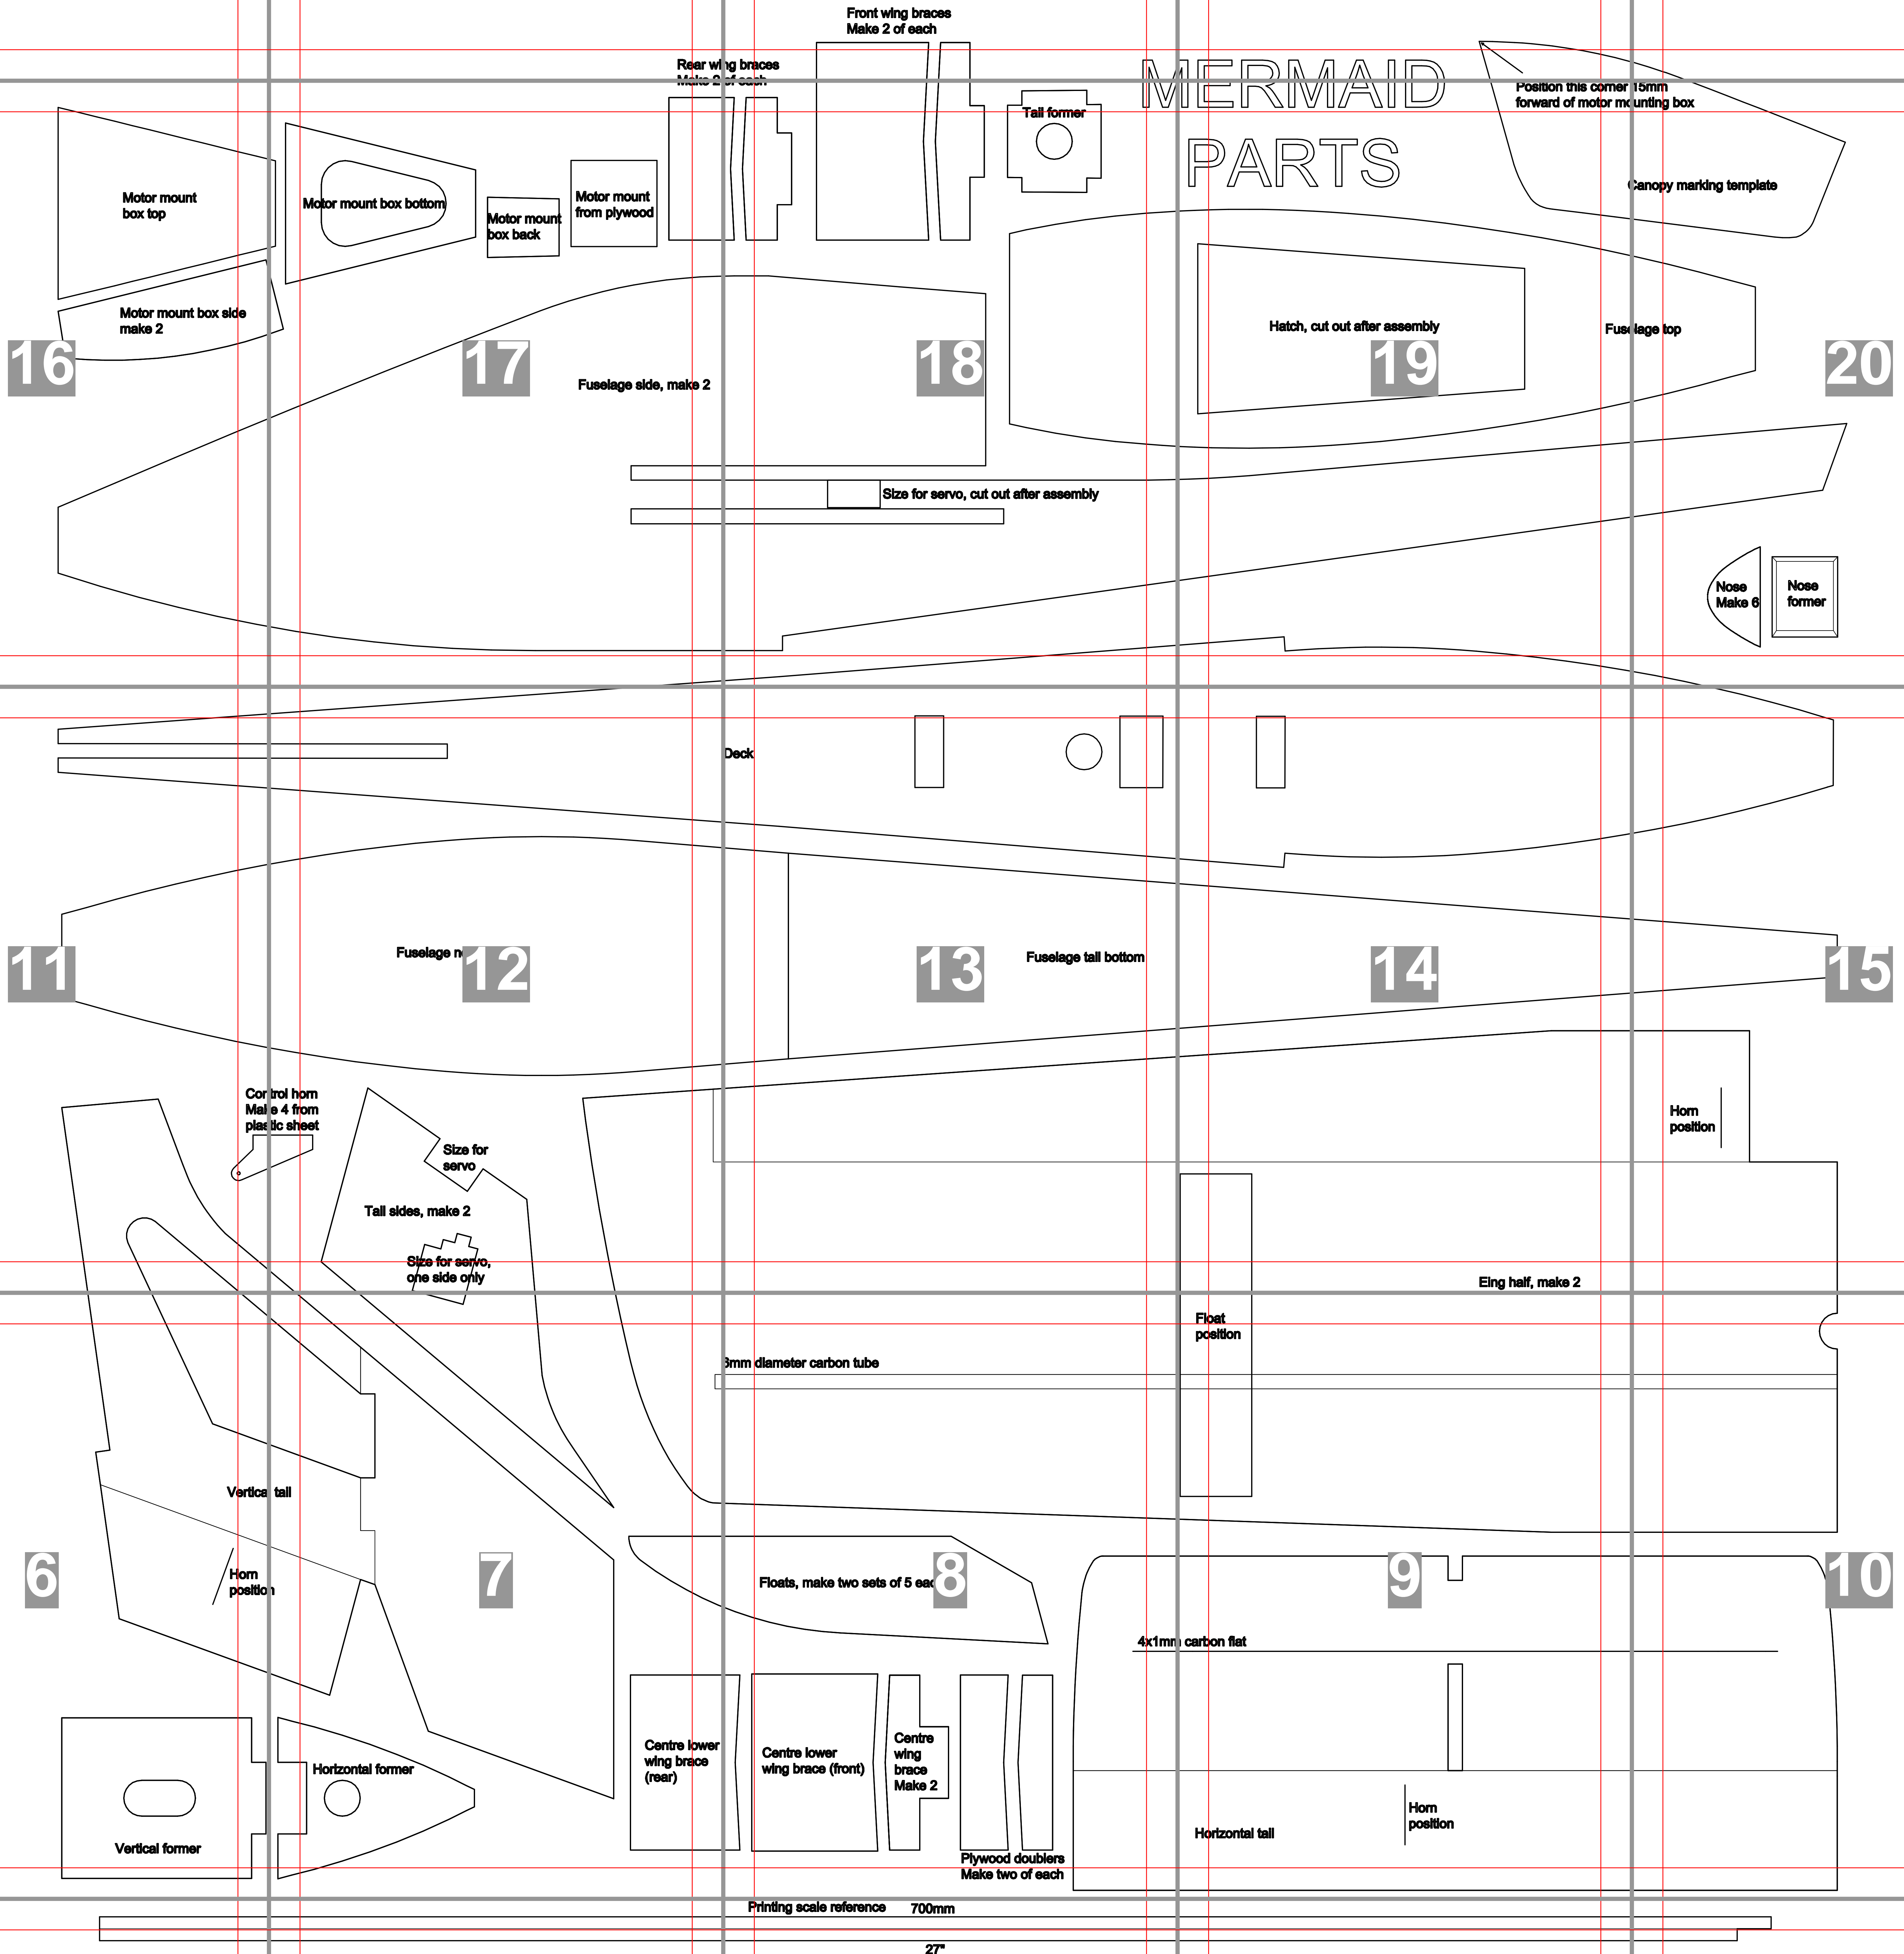 Front wing braces
Make 2 of each
Rear wing braces
Make 2 of each
MERMAID
PARTS
Position this corner 15mm
forward of motor mounting box
Tail former
Canopy marking template
Motor mount
box top
Motor mount box bottom
Motor mount
box back
Motor mount
from plywood
Motor mount box side
make 2
Hatch, cut out after assembly
Fuselage top
16
17
18
19
20
Fuselage side, make 2
Size for servo, cut out after assembly
Nose
Make 6
Nose
former
Deck
Fuselage
Fuselage tail bottom
11
12
13
14
15
Control horn
Make 4 from
plastic sheet
Size for
servo
Horn
position
Tail sides, make 2
Size for servo,
one side only
Eing half, make 2
Float
position
3mm diameter carbon tube
Vertical tail
Horn
position
6
7
8
9
10
Floats, make two sets of 5 each
4x1mm carbon flat
Centre lower
wing brace
(rear)
Centre lower
wing brace (front)
Centre
wing
brace
Make 2
Horizontal former
Vertical former
Horn
position
Horizontal tail
Plywood doublers
Make two of each
Printing scale reference
700mm
27"